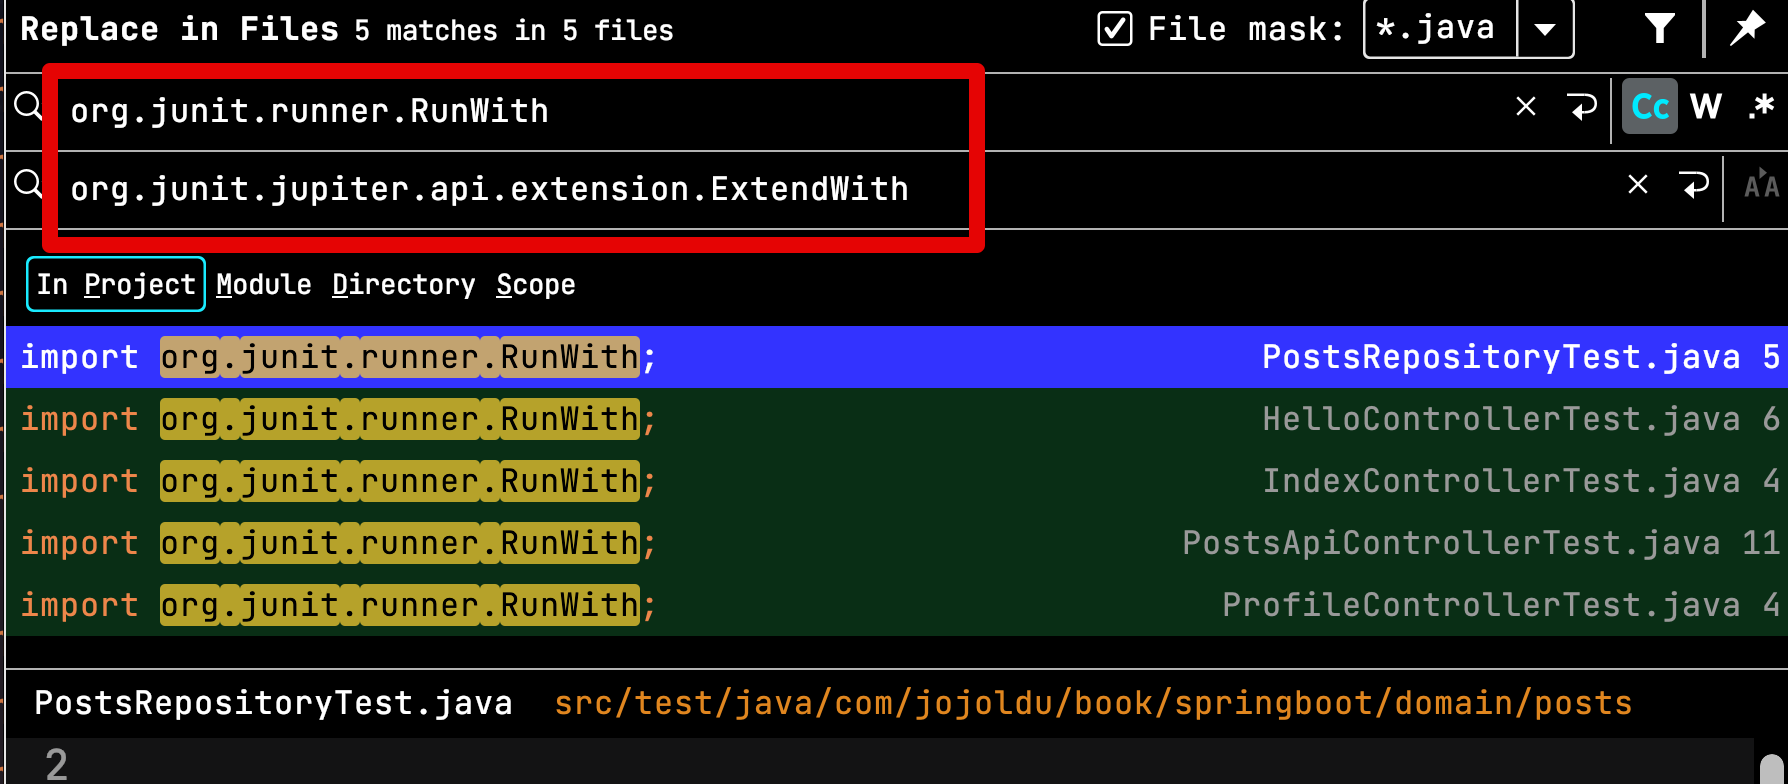 Replace in Files 5 matches in 5 files File mask: *.java
org.junit.runner.RunWith Cc W .*
org.junit.jupiter.api.extension.ExtendWith AA
In Project Module Directory Scope
import org.junit.runner.RunWith; PostsRepositoryTest.java 5
import org.junit.runner.RunWith; HelloControllerTest.java 6
import org.junit.runner.RunWith; IndexControllerTest.java 4
import org.junit.runner.RunWith; PostsApiControllerTest.java 11
import org.junit.runner.RunWith; ProfileControllerTest.java 4
PostsRepositoryTest.java src/test/java/com/jojoldu/book/springboot/domain/posts
2